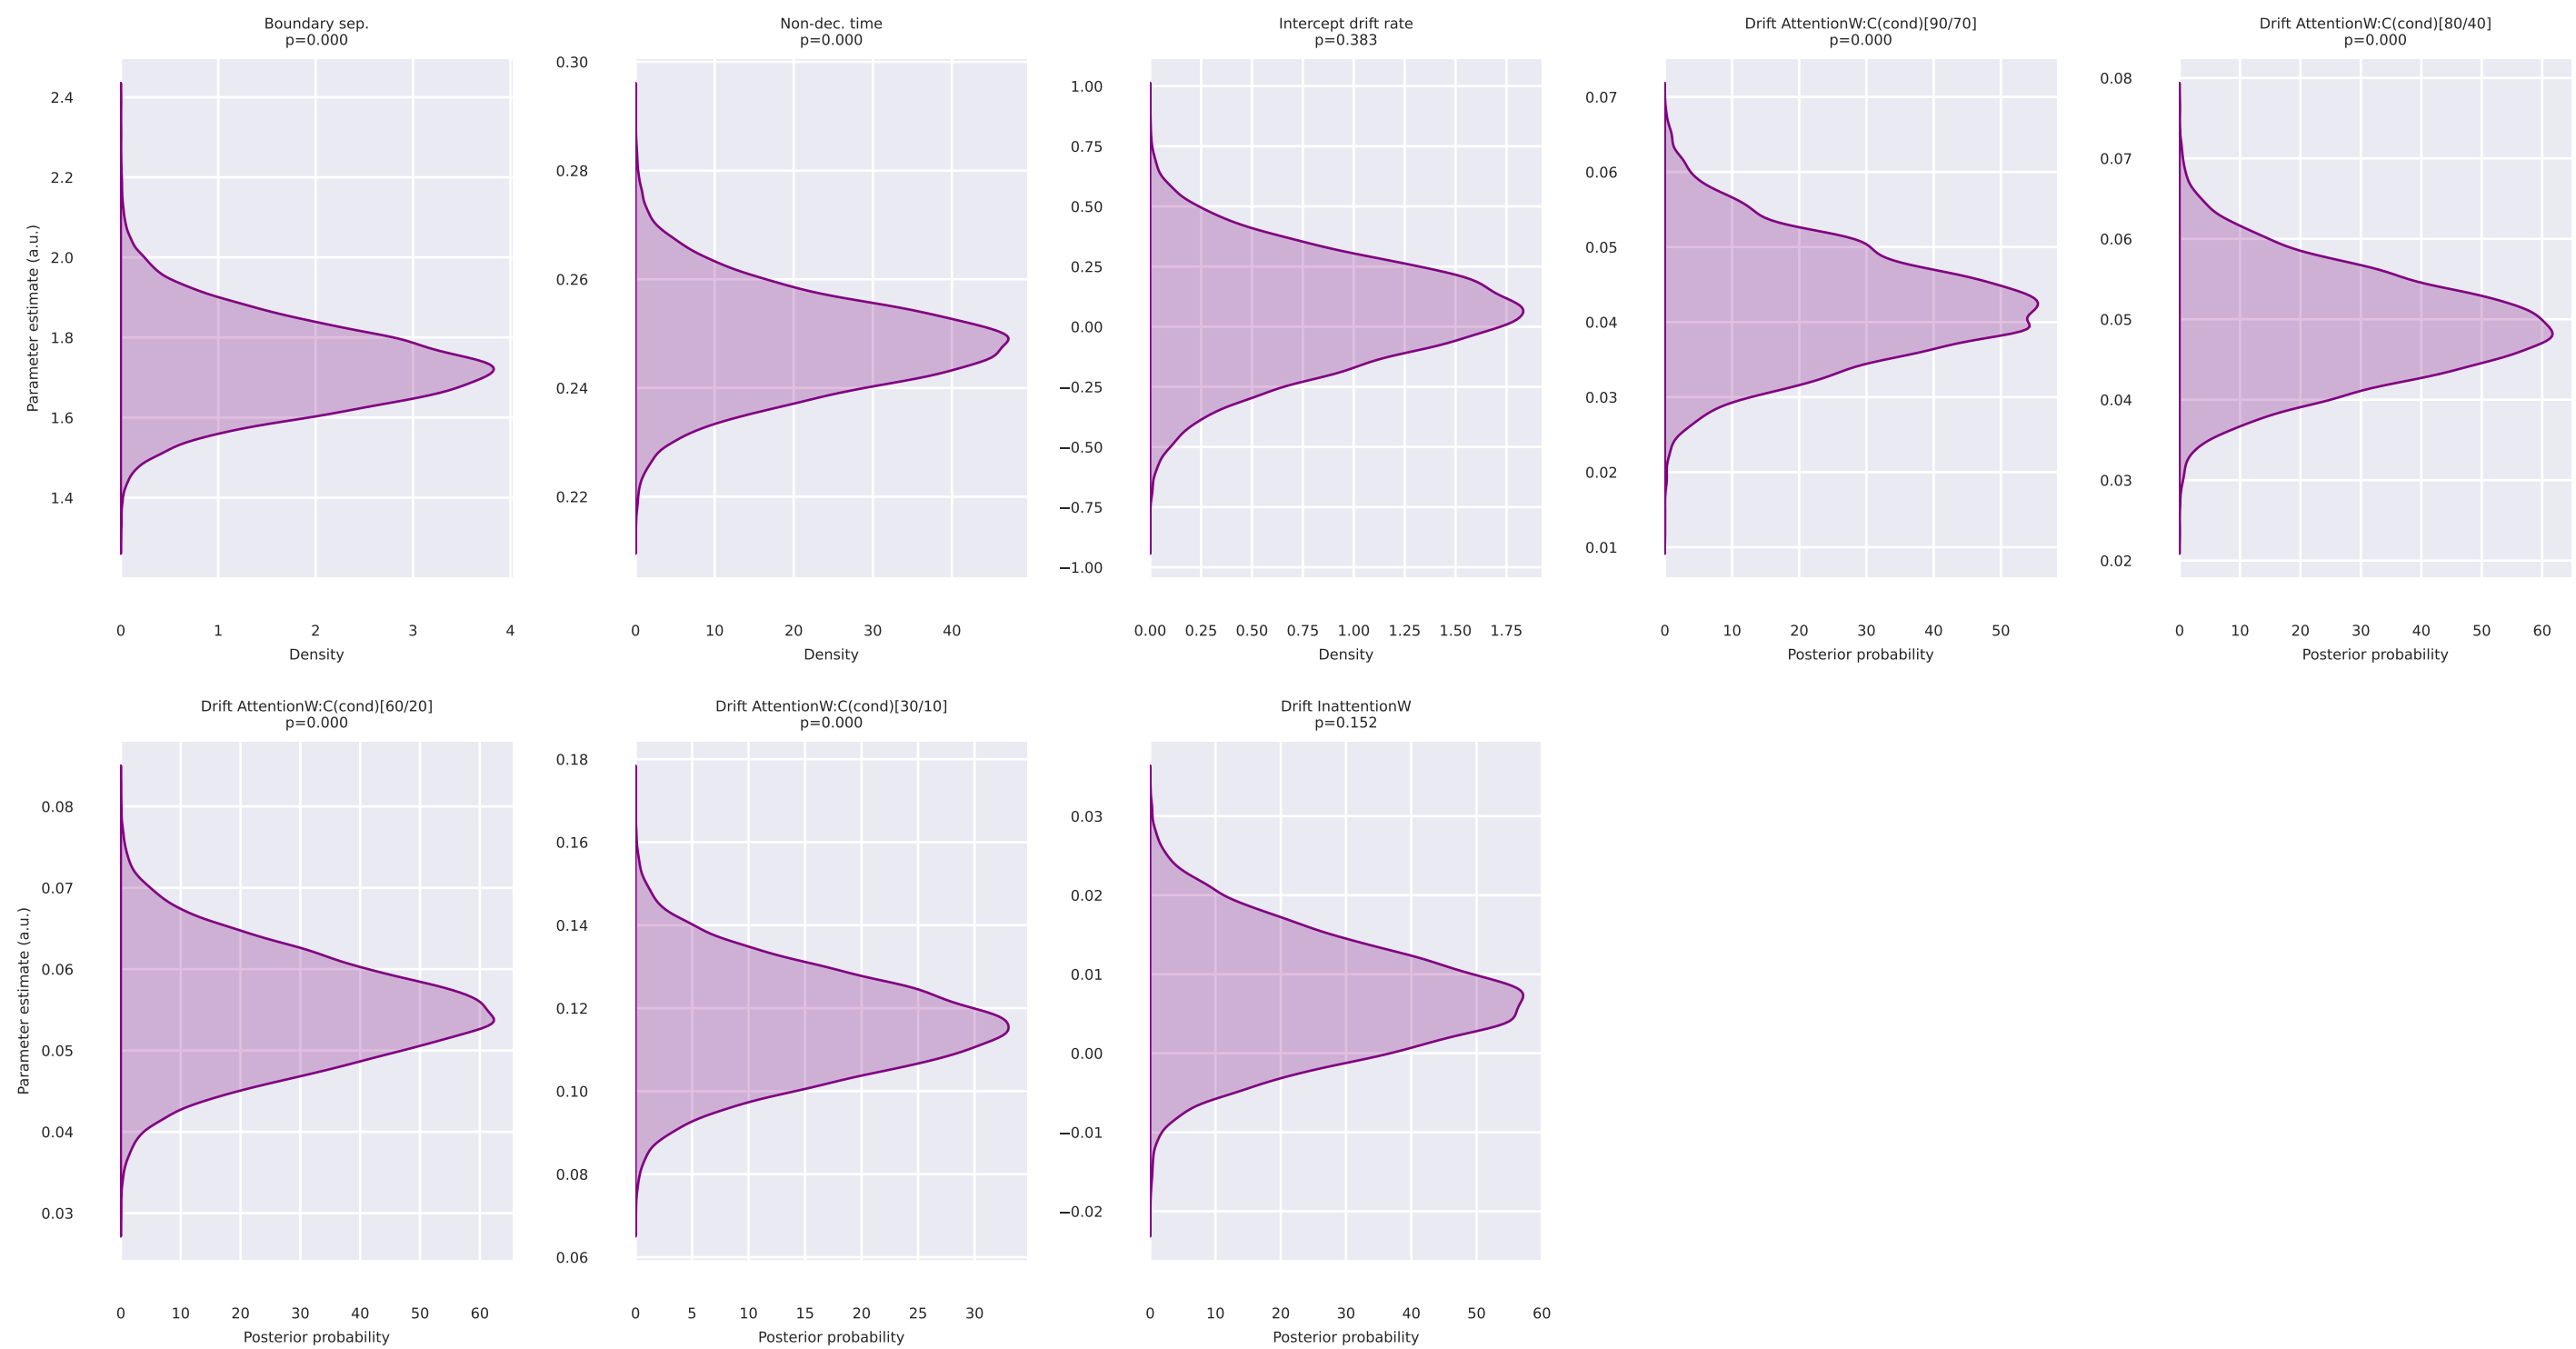 Boundary sep.
p=0.000
Non-dec. time
p=0.000
Intercept drift rate
p=0.383
Drift AttentionW:C(cond)[90/70]
p=0.000
Drift AttentionW:C(cond)[80/40]
p=0.000
Parameter estimate (a.u.)
2.4
2.2
2.0
1.8
1.6
1.4
0 1 2 3 4
Density
0.30
0.28
0.26
0.24
0.22
0 10 20 30 40
Density
1.00
0.75
0.50
0.25
0.00
−0.25
−0.50
−0.75
−1.00
0.00 0.25 0.50 0.75 1.00 1.25 1.50 1.75
Density
0.07
0.06
0.05
0.04
0.03
0.02
0.01
0 10 20 30 40 50
Posterior probability
0.08
0.07
0.06
0.05
0.04
0.03
0.02
0 10 20 30 40 50 60
Posterior probability
Drift AttentionW:C(cond)[60/20]
p=0.000
Drift AttentionW:C(cond)[30/10]
p=0.000
Drift InattentionW
p=0.152
Parameter estimate (a.u.)
0.08
0.07
0.06
0.05
0.04
0.03
0 10 20 30 40 50 60
Posterior probability
0.18
0.16
0.14
0.12
0.10
0.08
0.06
0 5 10 15 20 25 30
Posterior probability
0.03
0.02
0.01
0.00
−0.01
−0.02
0 10 20 30 40 50 60
Posterior probability